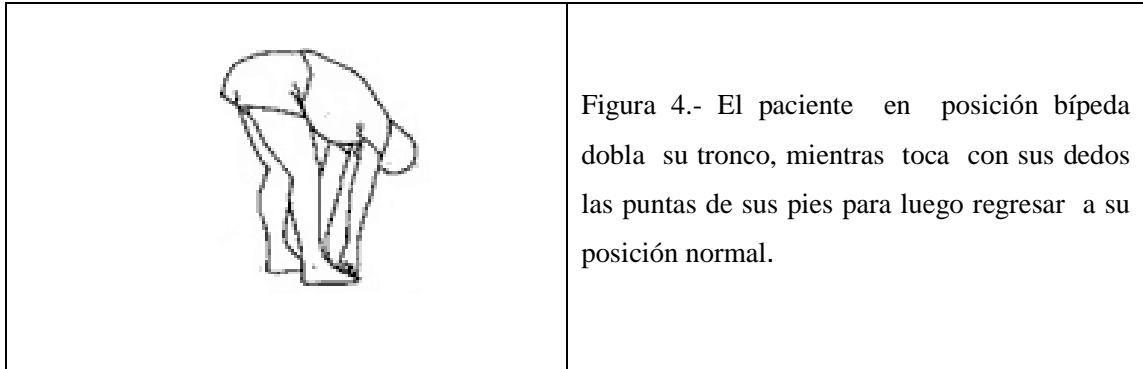 Figura 4.- El paciente en posición bípeda
dobla su tronco, mientras toca con sus dedos
las puntas de sus pies para luego regresar a su
posición normal.